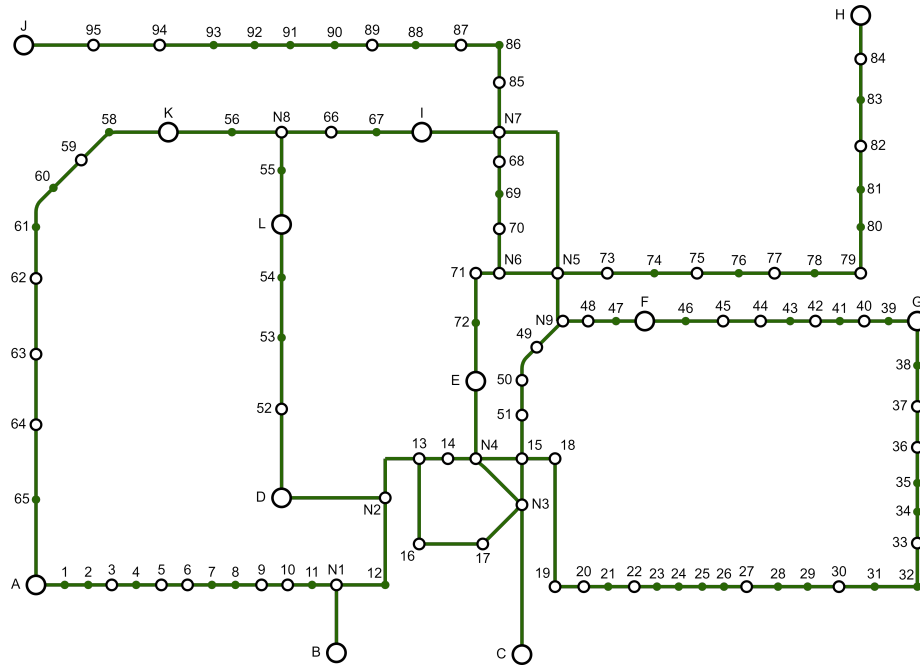 J 95 94 93 92 91 90 89 88 87 86 H
85 84
83
58 K 56 N8 66 67 I N7
59 55 68 82
60 69 81
61 L 70 80
62 54 71 N6 N5 73 74 75 76 77 78 79
72 N9 48 47 F 46 45 44 43 42 41 40 39 G
53 49
63 E 50 38
52 51 37
64 13 14 N4 15 18 36
65 D N2 N3 35
34
16 17 33
A 1 2 3 4 5 6 7 8 9 10 11 N1 12 19 20 21 22 23 24 25 26 27 28 29 30 31 32
B C